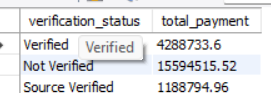 verification_status total_payment
Verified Verified 4288733.6
Not Verified 15594515.52
Source Verified 1188794.96